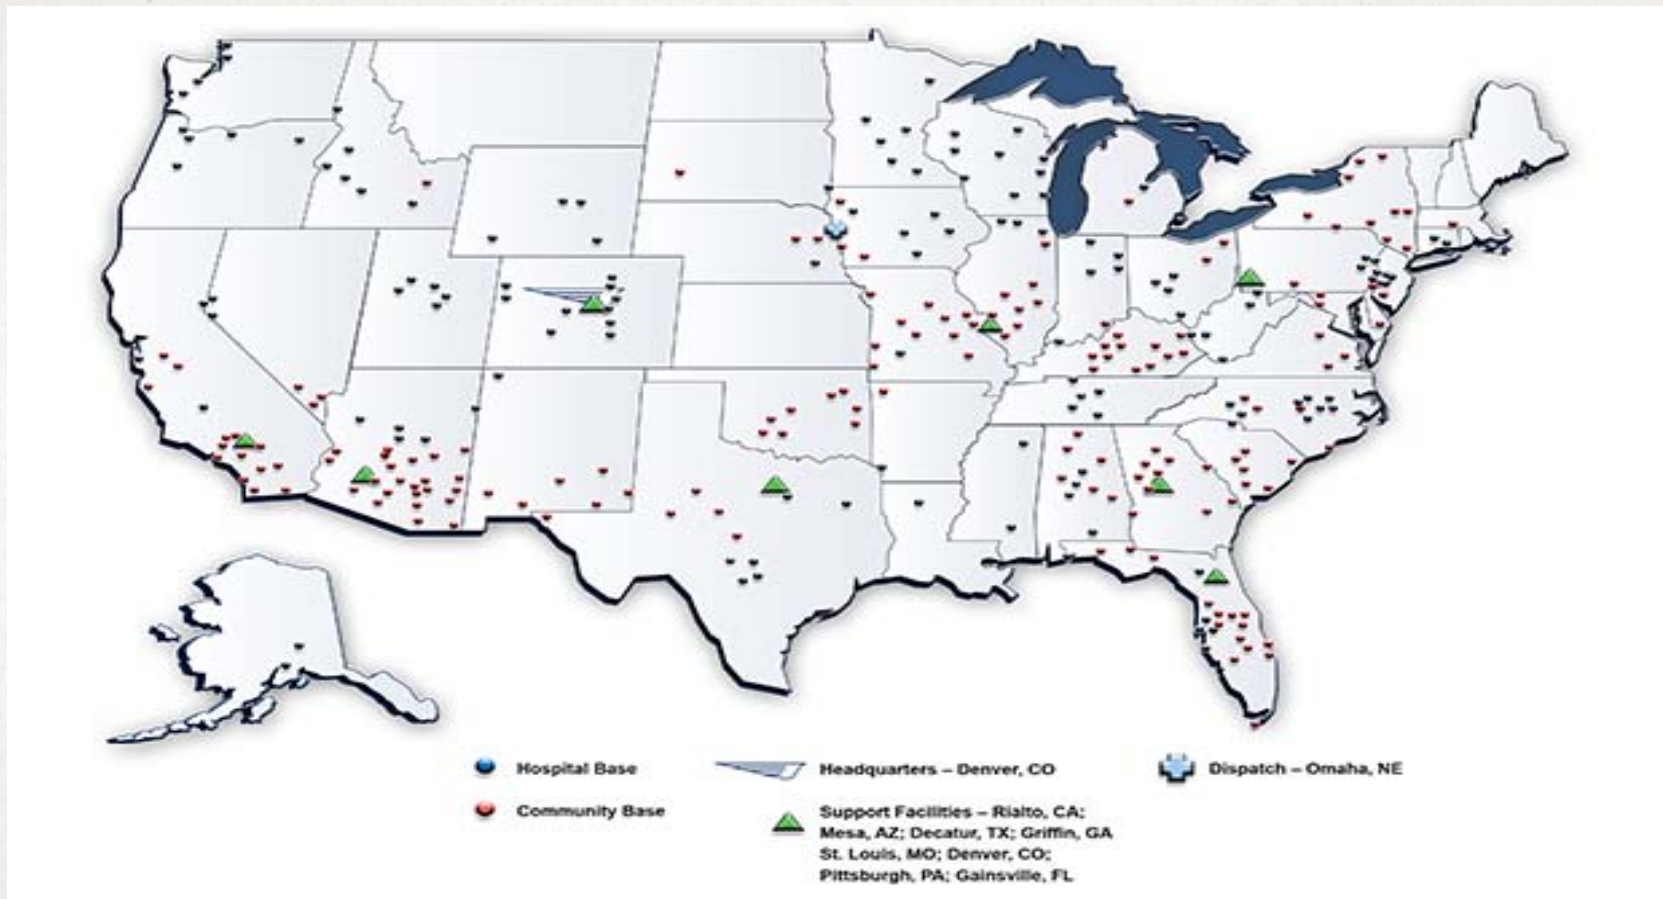 Hospital Base
Community Base
Headquarters – Denver, CO
Support Facilities – Rialto, CA;
Mesa, AZ; Decatur, TX; Griffin, GA
St. Louis, MO; Denver, CO;
Pittsburgh, PA; Gainsville, FL
Dispatch – Omaha, NE